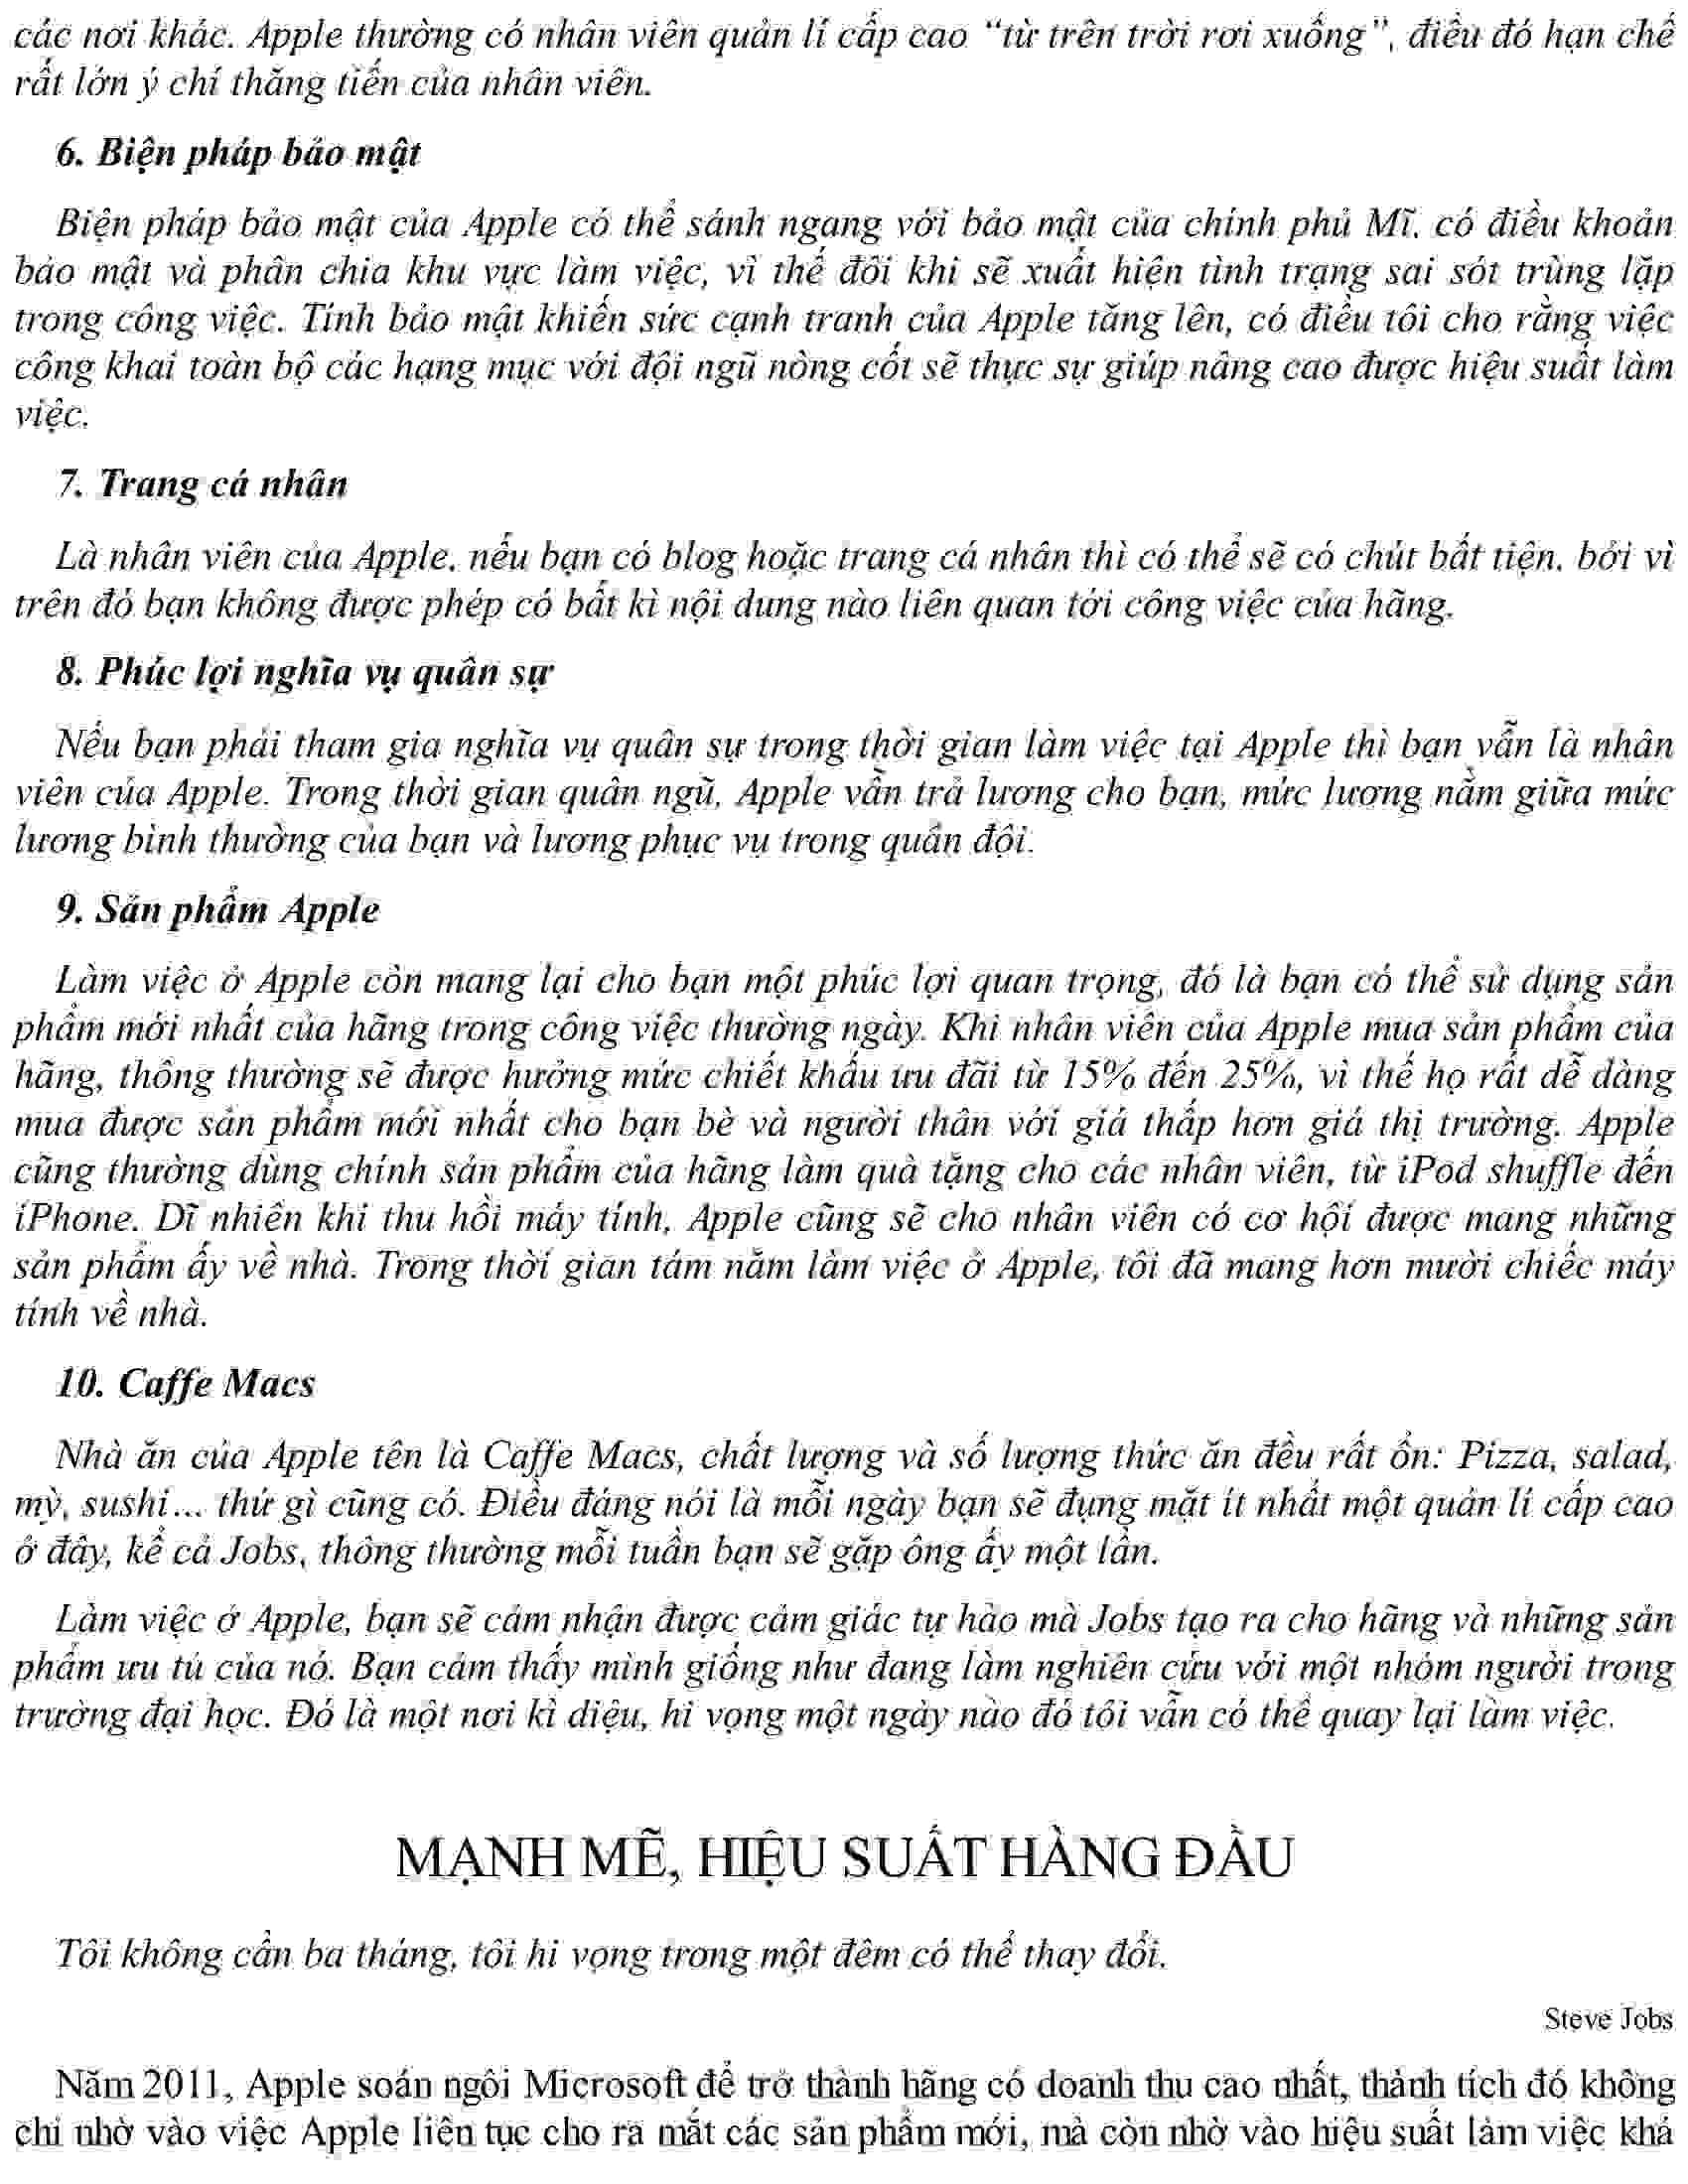 các nơi khác. Apple thường có nhân viên quản lí cấp cao “từ trên trời rơi xuống”, điều đó hạn chế
rất lớn ý chí thăng tiến của nhân viên.
6. Biện pháp bảo mật
Biện pháp bảo mật của Apple có thể sánh ngang với bảo mật của chính phủ Mĩ, có điều khoản
bảo mật và phân chia khu vực làm việc, vì thế đôi khi sẽ xuất hiện tình trạng sai sót trùng lặp
trong công việc. Tính bảo mật khiến sức cạnh tranh của Apple tăng lên, có điều tôi cho rằng việc
công khai toàn bộ các hạng mục với đội ngũ nòng cốt sẽ thực sự giúp nâng cao được hiệu suất làm
việc.
7. Trang cá nhân
Là nhân viên của Apple, nếu bạn có blog hoặc trang cá nhân thì có thể sẽ có chút bất tiện, bởi vì
trên đó bạn không được phép có bất kì nội dung nào liên quan tới công việc của hãng.
8. Phúc lợi nghĩa vụ quân sự
Nếu bạn phải tham gia nghĩa vụ quân sự trong thời gian làm việc tại Apple thì bạn vẫn là nhân
viên của Apple. Trong thời gian quân ngũ, Apple vẫn trả lương cho bạn, mức lương nằm giữa mức
lương bình thường của bạn và lương phục vụ trong quân đội.
9. Sản phẩm Apple
Làm việc ở Apple còn mang lại cho bạn một phúc lợi quan trọng, đó là bạn có thể sử dụng sản
phẩm mới nhất của hãng trong công việc thường ngày. Khi nhân viên của Apple mua sản phẩm của
hãng, thông thường sẽ được hưởng mức chiết khấu ưu đãi từ 15% đến 25%, vì thế họ rất dễ dàng
mua được sản phẩm mới nhất cho bạn bè và người thân với giá thấp hơn giá thị trường. Apple
cũng thường dùng chính sản phẩm của hãng làm quà tặng cho các nhân viên, từ iPod shuffle đến
iPhone. Dĩ nhiên khi thu hồi máy tính, Apple cũng sẽ cho nhân viên có cơ hội được mang những
sản phẩm ấy về nhà. Trong thời gian tám năm làm việc ở Apple, tôi đã mang hơn mười chiếc máy
tính về nhà.
10. Caffe Macs
Nhà ăn của Apple tên là Caffe Macs, chất lượng và số lượng thức ăn đều rất ổn: Pizza, salad,
mỳ, sushi... thứ gì cũng có. Điều đáng nói là mỗi ngày bạn sẽ đụng mặt ít nhất một quản lí cấp cao
ở đây, kể cả Jobs, thông thường mỗi tuần bạn sẽ gặp ông ấy một lần.
Làm việc ở Apple, bạn sẽ cảm nhận được cảm giác tự hào mà Jobs tạo ra cho hãng và những sản
phẩm ưu tú của nó. Bạn cảm thấy mình giống như đang làm nghiên cứu với một nhóm người trong
trường đại học. Đó là một nơi kì diệu, hi vọng một ngày nào đó tôi vẫn có thể quay lại làm việc.
MẠNH MẼ, HIỆU SUẤT HÀNG ĐẦU
Tôi không cần ba tháng, tôi hi vọng trong một đêm có thể thay đổi.
Steve Jobs
Năm 2011, Apple soán ngôi Microsoft để trở thành hãng có doanh thu cao nhất, thành tích đó không
chỉ nhờ vào việc Apple liên tục cho ra mắt các sản phẩm mới, mà còn nhờ vào hiệu suất làm việc khá